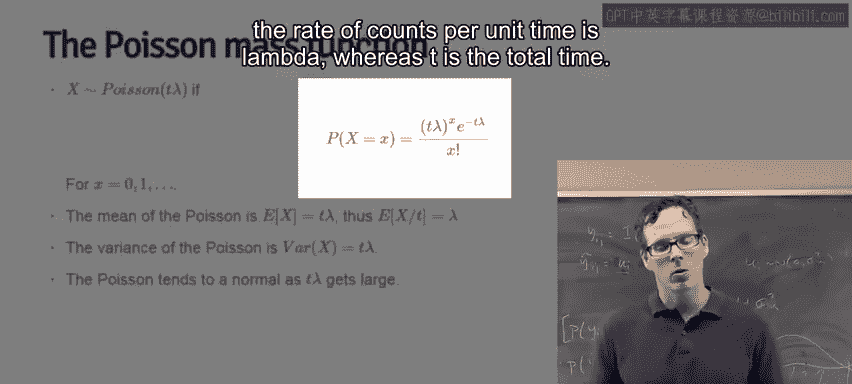 the rate of counts per unit time is
lambda, whereas t is the total time.
GPT中英字幕课程资源@bilibili.com
The Poisson mass function
· X ∼ Poisson(tλ) if
P(X = x) = (tλ)^x e^{-tλ} / x!
For x = 0, 1, ….
· The mean of the Poisson is E[X] = tλ, thus E[X/t] = λ
· The variance of the Poisson is Var(X) = tλ.
· The Poisson tends to a normal as tλ gets large.